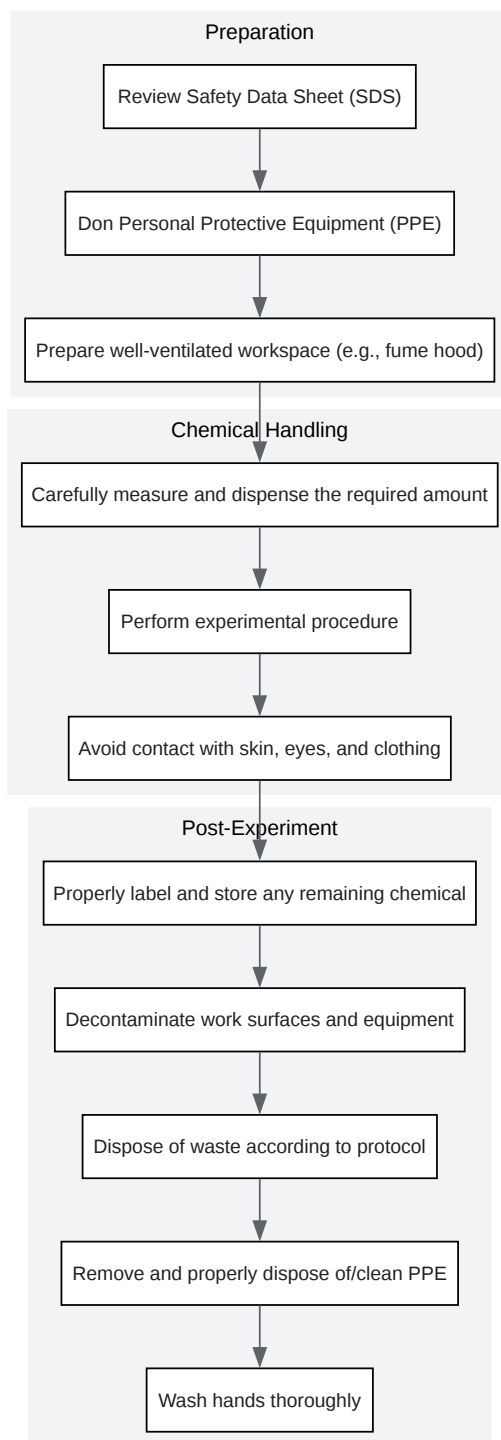 Preparation
Review Safety Data Sheet (SDS)
Don Personal Protective Equipment (PPE)
Prepare well-ventilated workspace (e.g., fume hood)
Chemical Handling
Carefully measure and dispense the required amount
Perform experimental procedure
Avoid contact with skin, eyes, and clothing
Post-Experiment
Properly label and store any remaining chemical
Decontaminate work surfaces and equipment
Dispose of waste according to protocol
Remove and properly dispose of/clean PPE
Wash hands thoroughly